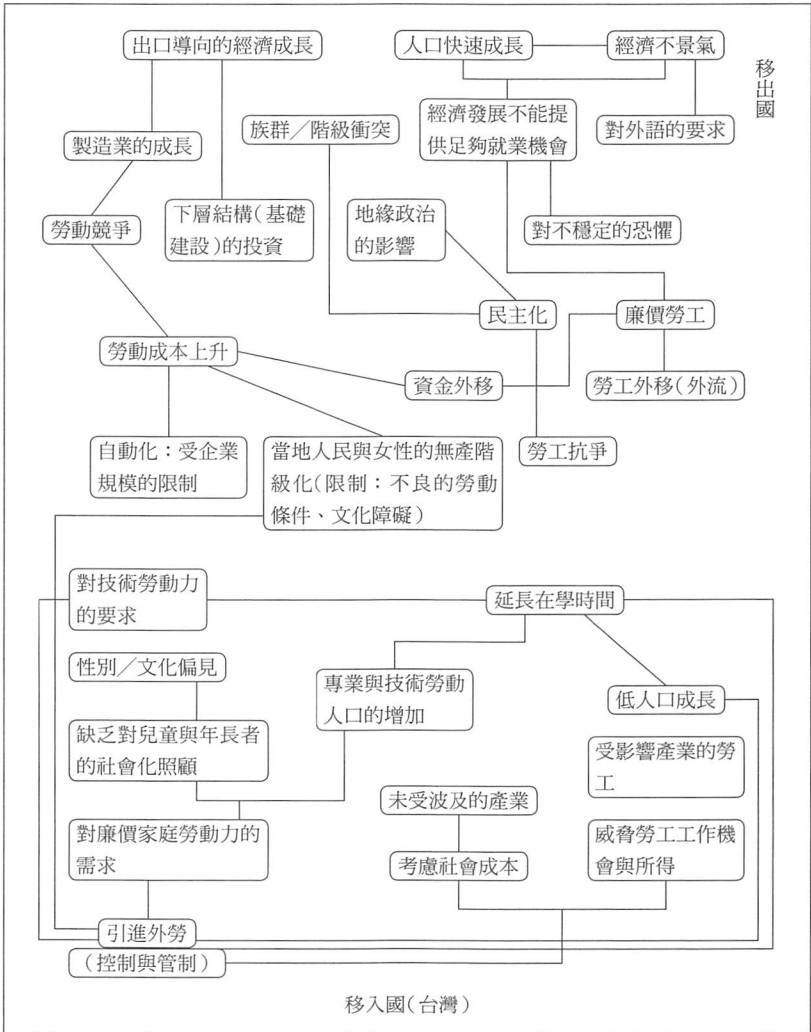 出口導向的經濟成長
人口快速成長
經濟不景氣
移出國
族群／階級衝突
經濟發展不能提
供足夠就業機會
對外語的要求
製造業的成長
勞動競爭
下層結構(基礎
建設)的投資
地緣政治
的影響
對不穩定的恐懼
民主化
廉價勞工
勞動成本上升
資金外移
勞工外移(外流)
自動化：受企業
規模的限制
當地人民與女性的無產階
級化(限制：不良的勞動
條件、文化障礙)
勞工抗爭
對技術勞動力
的要求
延長在學時間
性別／文化偏見
專業與技術勞動
人口的增加
低人口成長
缺乏對兒童與年長者
的社會化照顧
受影響產業的勞
工
未受波及的產業
對廉價家庭勞動力的
需求
考慮社會成本
威脅勞工工作機
會與所得
引進外勞
(控制與管制)
移入國(台灣)